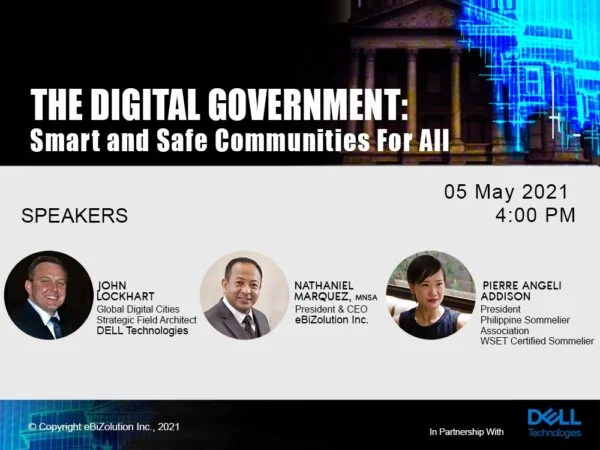 THE DIGITAL GOVERNMENT:
Smart and Safe Communities For All
05 May 2021
4:00 PM
SPEAKERS
JOHN
LOCKHART
Global Digital Cities
Strategic Field Architect
DELL Technologies
NATHANIEL
MARQUEZ, MNSA
President & CEO
eBiZolution Inc.
PIERRE ANGELI
ADDISON
President
Philippine Sommelier
Association
WSET Certified Sommelier
© Copyright eBiZolution Inc., 2021
In Partnership With
DELL
Technologies